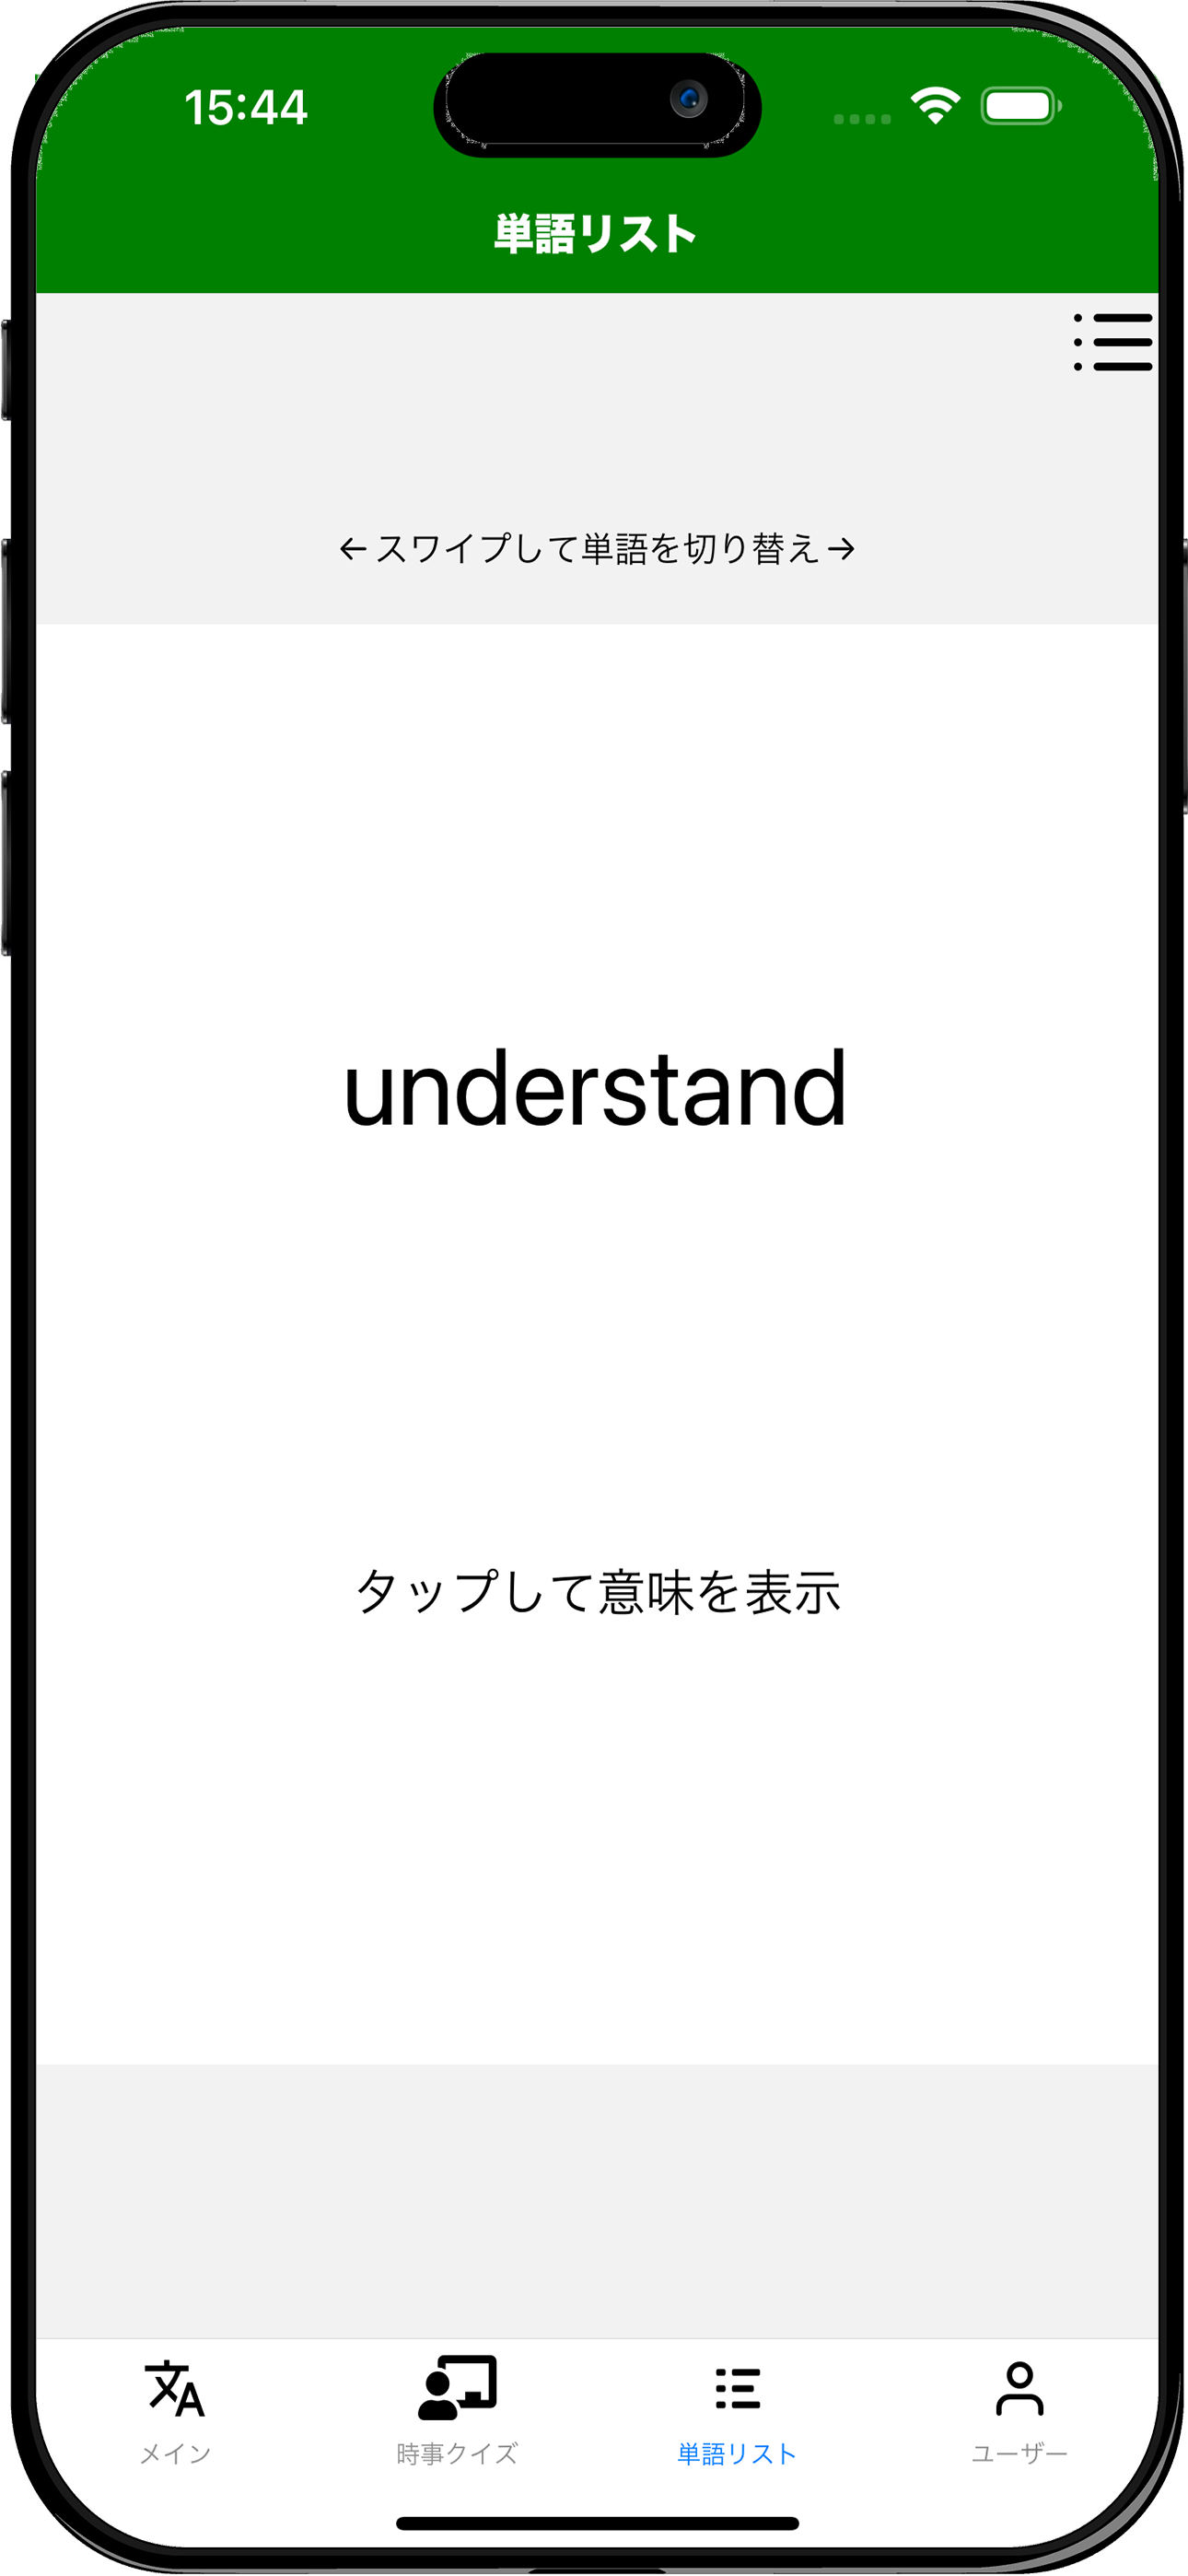 15:44
単語リスト
← スワイプして単語を切り替え →
understand
タップして意味を表示
メイン
時事クイズ
単語リスト
ユーザー